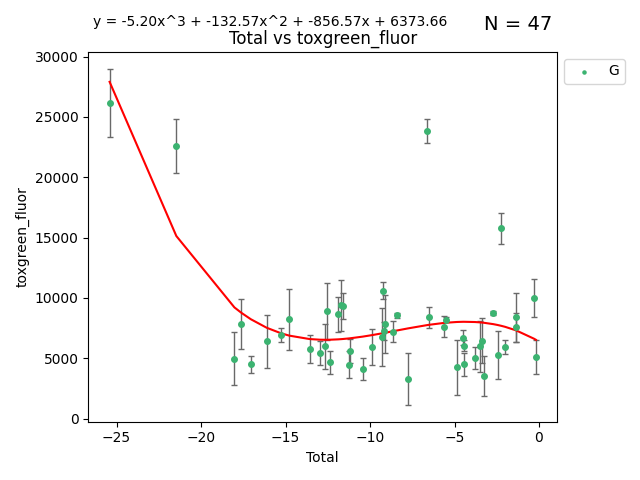 y = -5.20x^3 + -132.57x^2 + -856.57x + 6373.66
N = 47
Total vs toxgreen_fluor
G
30000
25000
20000
15000
10000
5000
0
toxgreen_fluor
−25
−20
−15
−10
−5
0
Total